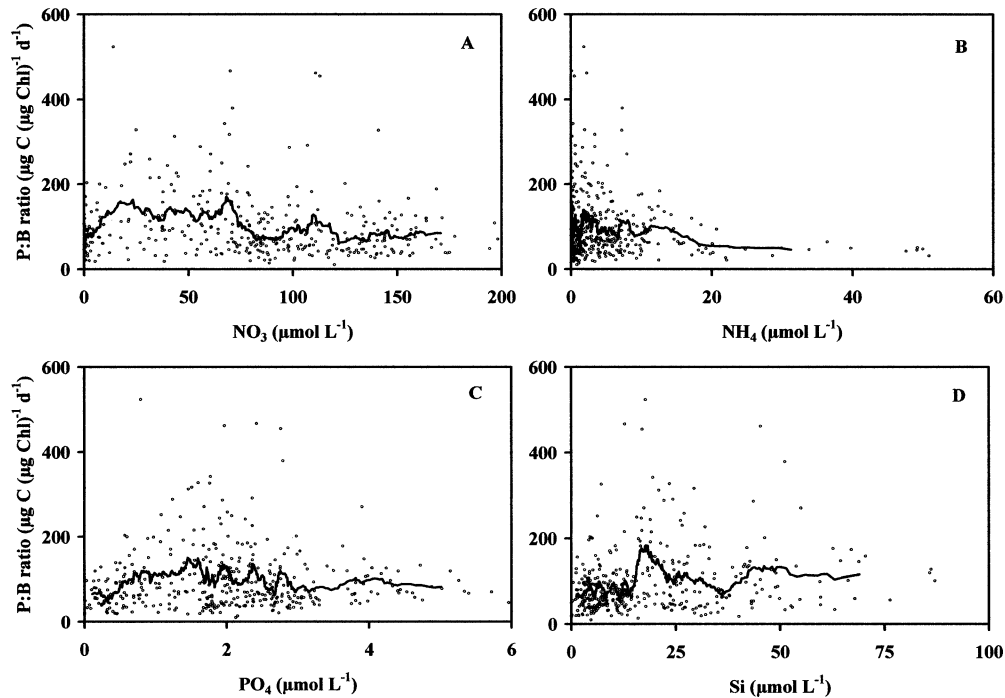 600
400
200
0
P:B ratio (μg C (μg Chl)⁻¹ d⁻¹)
A
0 50 100 150 200
NO₃ (μmol L⁻¹)
600
400
200
0
B
0 20 40 60
NH₄ (μmol L⁻¹)
600
400
200
0
P:B ratio (μg C (μg Chl)⁻¹ d⁻¹)
C
0 2 4 6
PO₄ (μmol L⁻¹)
600
400
200
0
D
0 25 50 75 100
Si (μmol L⁻¹)